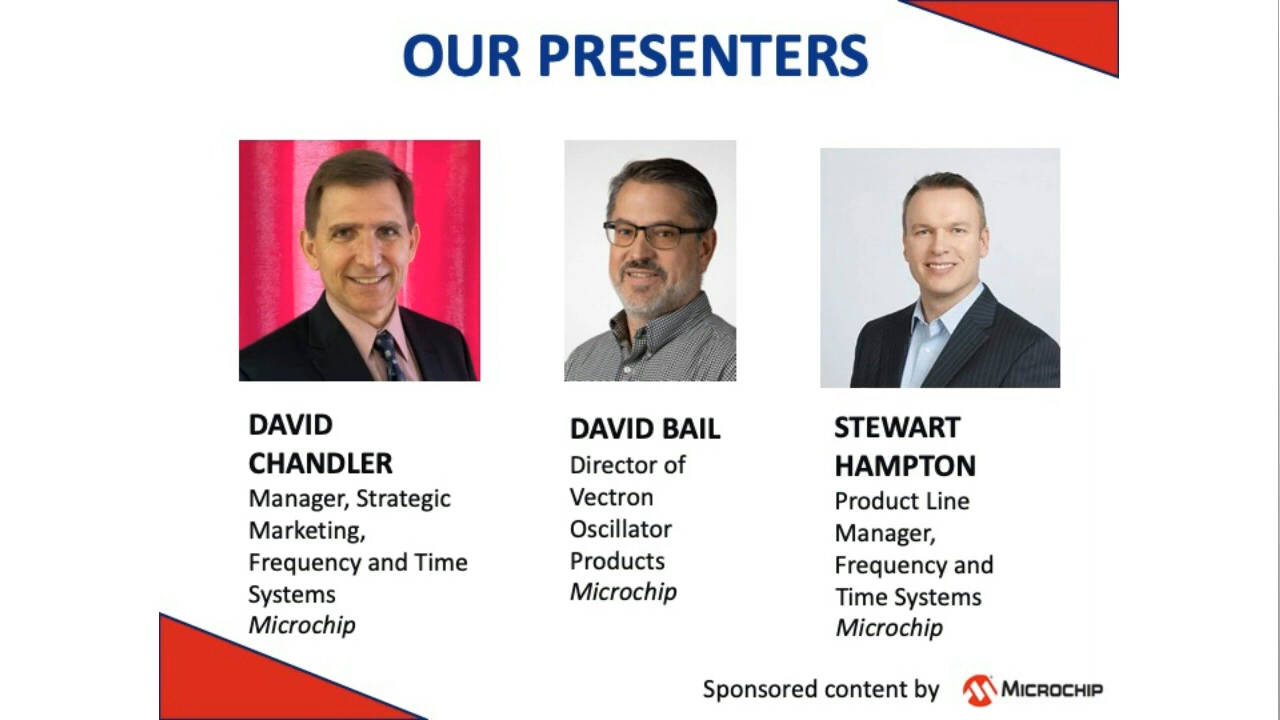 OUR PRESENTERS
DAVID
CHANDLER
Manager, Strategic
Marketing,
Frequency and Time
Systems
Microchip
DAVID BAIL
Director of
Vectron
Oscillator
Products
Microchip
STEWART
HAMPTON
Product Line
Manager,
Frequency and
Time Systems
Microchip
Sponsored content by MICROCHIP